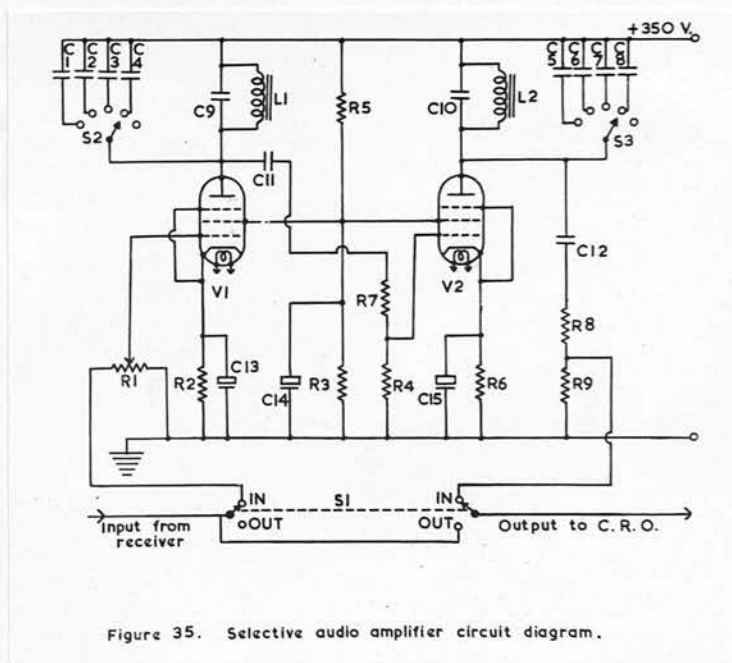 +350 V.
C1 C2 C3 C4
C5 C6 C7 C8
C9 L1
R5
C10 L2
S2
S3
C11
C12
V1
V2
R7
R8
R1
R2
C13
C14
R3
R4
C15
R6
R9
IN S1 IN
OUT OUT
Input from
receiver
Output to C.R.O.
Figure 35. Selective audio amplifier circuit diagram.